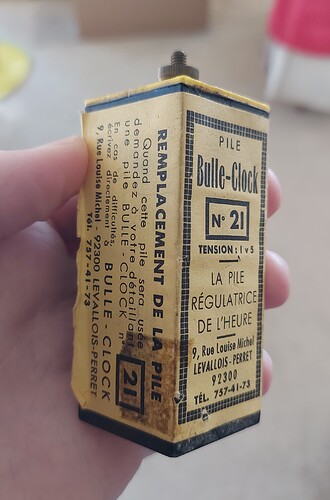 PILE
Bulle-Clock
N° 21
TENSION: 1 v 5
LA PILE
RÉGULATRICE
DE L'HEURE
9, Rue Louise Michel
LEVALLOIS-PERRET
92300
TÉL. 757-41-73
REMPLACEMENT DE LA PILE
Quand cette pile sera usée
demandez à votre détaillant
une pile BULLE-CLOCK n° 21
En cas de difficultés,
écrivez directement à BULLE-CLOCK
9, Rue Louise Michel 92300 LEVALLOIS-PERRET
Tél. 757-41-73